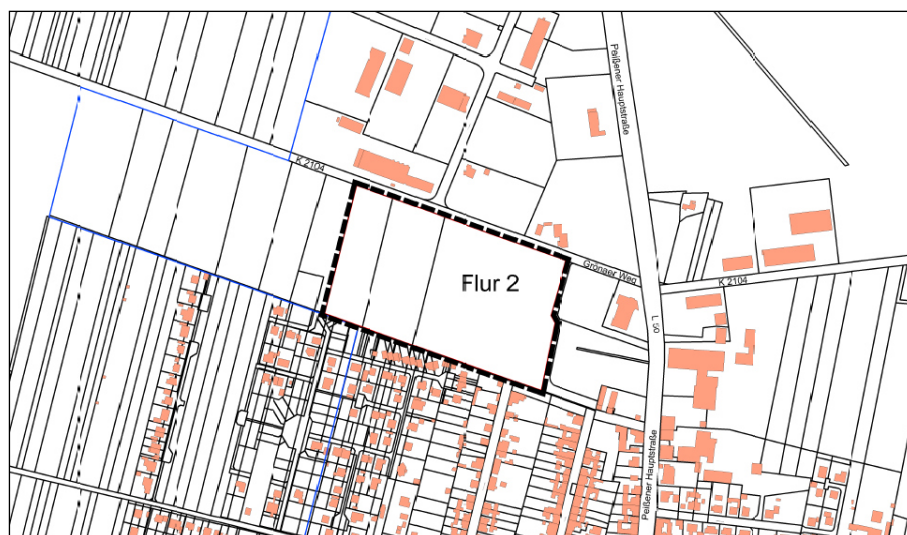 Peißener Hauptstraße
K 2104
Grönaer Weg
Flur 2
K 2104
L 50
Peißener Hauptstraße